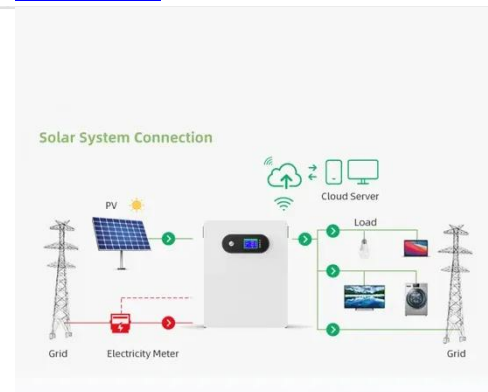 Solar System Connection
Cloud Server
PV
Load
Grid
Electricity Meter
Grid